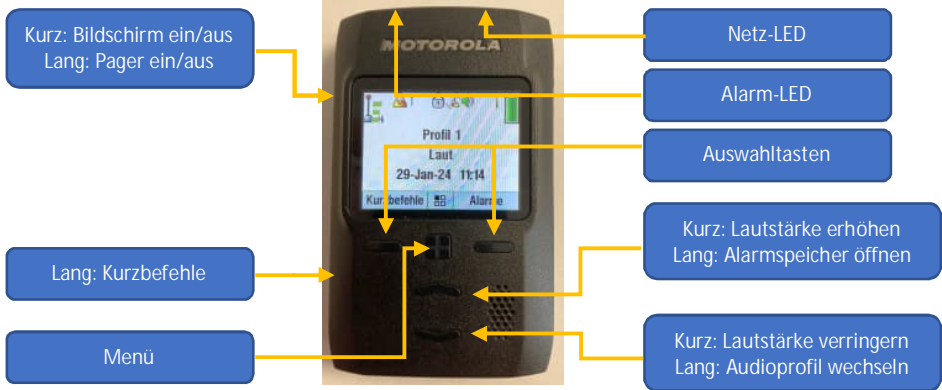 Kurz: Bildschirm ein/aus
Lang: Pager ein/aus
Lang: Kurzbefehle
Menü
MOTOROLA
Profil 1
Laut
29-Jan-24 11:14
Kurzbefehle Alarme
Netz-LED
Alarm-LED
Auswahltasten
Kurz: Lautstärke erhöhen
Lang: Alarmspeicher öffnen
Kurz: Lautstärke verringern
Lang: Audioprofil wechseln